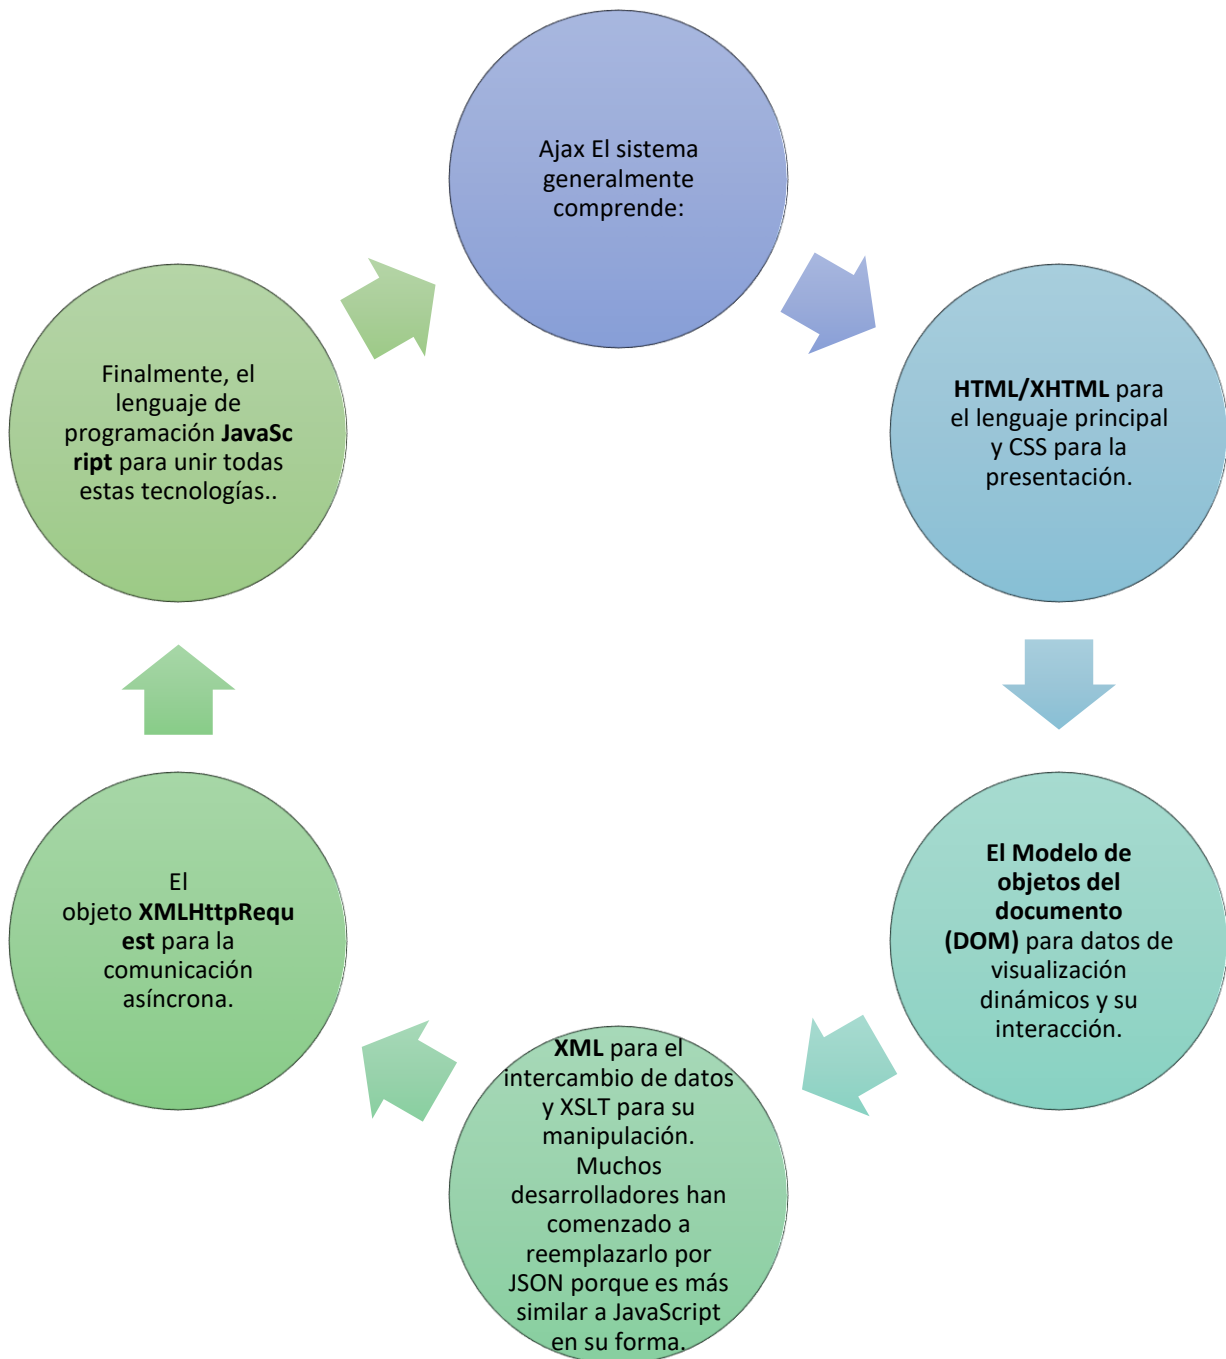 Ajax El sistema
generalmente
comprende:
HTML/XHTML para
el lenguaje principal
y CSS para la
presentación.
El Modelo de
objetos del
documento
(DOM) para datos de
visualización
dinámicos y su
interacción.
XML para el
intercambio de datos
y XSLT para su
manipulación.
Muchos
desarrolladores han
comenzado a
reemplazarlo por
JSON porque es más
similar a JavaScript
en su forma.
El
objeto XMLHttpRequ
est para la
comunicación
asíncrona.
Finalmente, el
lenguaje de
programación JavaSc
ript para unir todas
estas tecnologías..